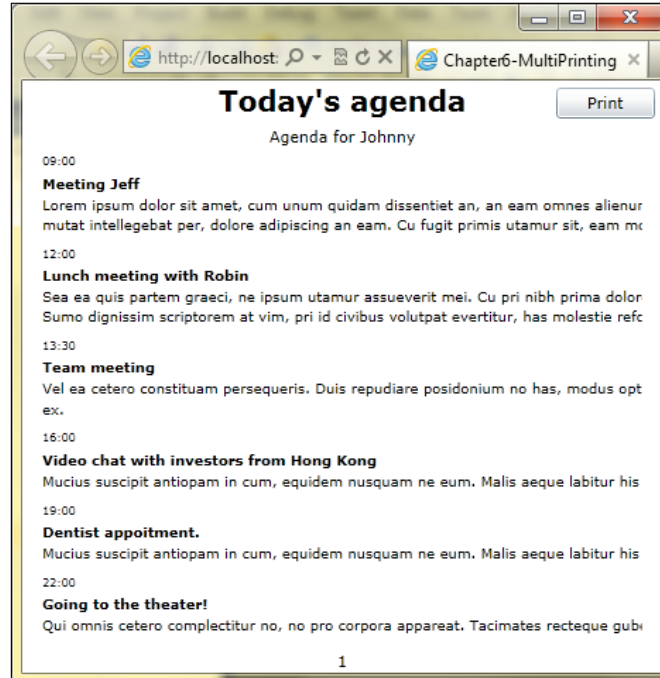 http://localhost:
Chapter6-MultiPrinting
Today's agenda
Print
Agenda for Johnny
09:00
Meeting Jeff
Lorem ipsum dolor sit amet, cum unum quidam dissentiet an, an eam omnes alienum
mutat intellegebat per, dolore adipiscing an eam. Cu fugit primis utamur sit, eam mo
12:00
Lunch meeting with Robin
Sea ea quis partem graeci, ne ipsum utamur assueverit mei. Cu pri nibh prima dolor
Sumo dignissim scriptorem at vim, pri id civibus volutpat evertitur, has molestie refo
13:30
Team meeting
Vel ea cetero constituam persequeris. Duis repudiare posidonium no has, modus opt
ex.
16:00
Video chat with investors from Hong Kong
Mucius suscipit antiopam in cum, equidem nusquam ne eum. Malis aeque labitur his
19:00
Dentist appoitment.
Mucius suscipit antiopam in cum, equidem nusquam ne eum. Malis aeque labitur his
22:00
Going to the theater!
Qui omnis cetero complectitur no, no pro corpora appareat. Tacimates recteque gube
1